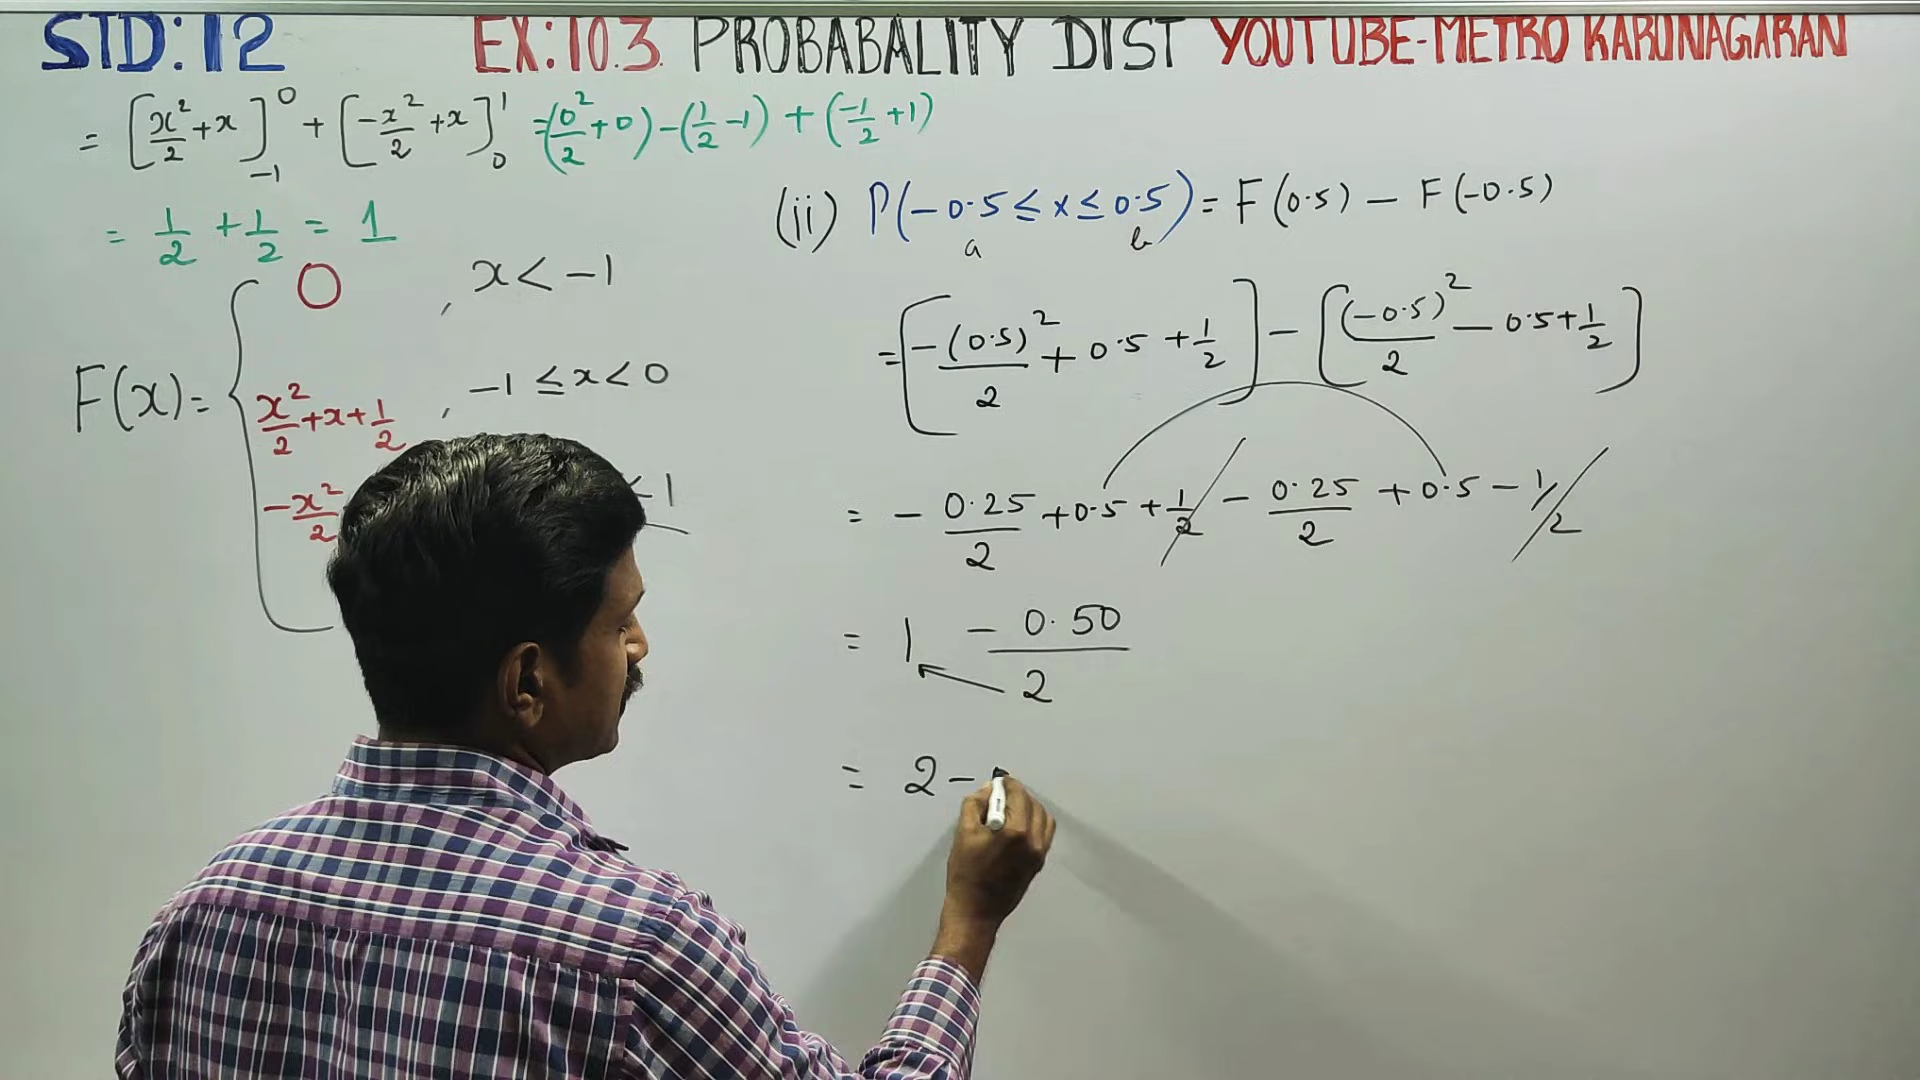 STD:12 EX:10.3. PROBABALITY DIST YOUTUBE-METRO KARUNAGARAN
= [x²/2 + x]₋₁⁰ + [-x²/2 + x]₀¹ = (0²/2 + 0) - (1/2 - 1) + (-1/2 + 1)
= 1/2 + 1/2 = 1
F(x) = {
0, x < -1
x²/2 + x + 1/2, -1 ≤ x < 0
-x²/2 < 1
(ii) P(-0.5 ≤ x ≤ 0.5) = F(0.5) - F(-0.5)
a b
= [-(0.5)²/2 + 0.5 + 1/2] - [(-0.5)²/2 - 0.5 + 1/2]
= - 0.25/2 + 0.5 + 1/2 - 0.25/2 + 0.5 - 1/2
= 1 - 0.50/2
= 2 -